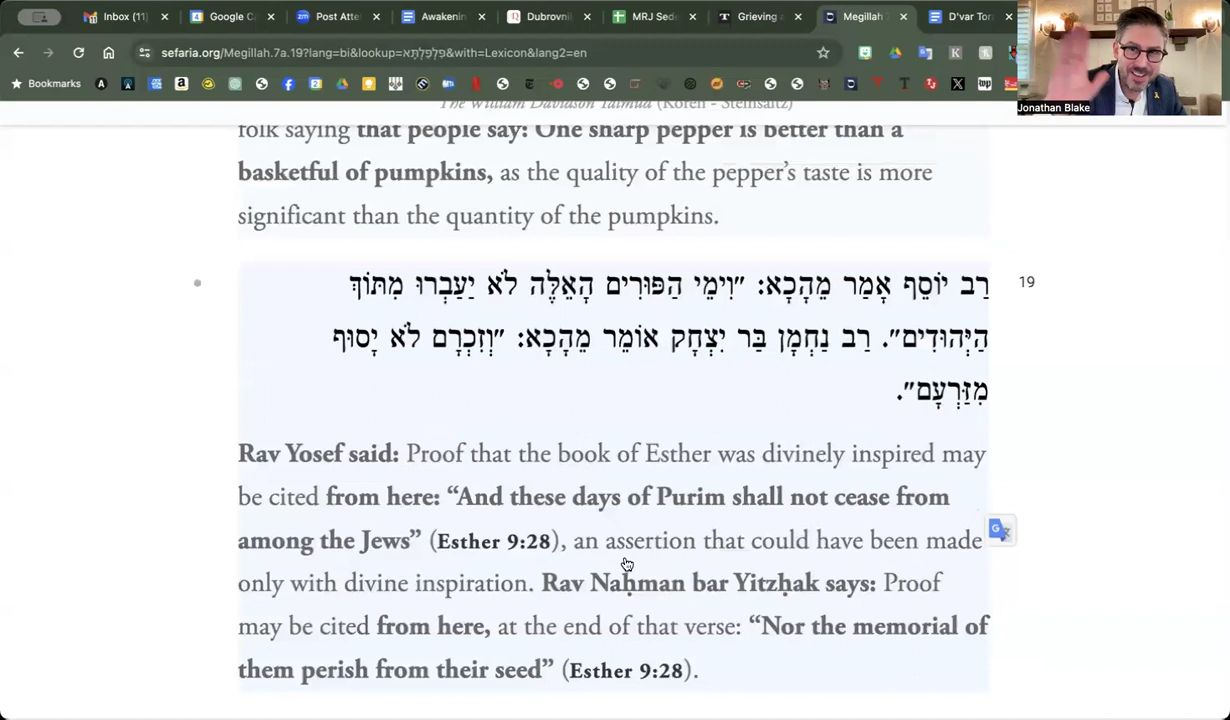 Inbox (11)
Google C
Post Atte
Awakenin
Dubrovni
MRJ Sede
Grieving a
Megillah 7
D'var Tor
sefaria.org/Megillah.7a.19?lang=bi&lookup=פִּלְפַּלְתָּא&with=Lexicon&lang2=en
Bookmarks
Jonathan Blake
The William Davidson Talmud (Koren - Steinsaltz)
folk saying that people say: One sharp pepper is better than a
basketful of pumpkins, as the quality of the pepper's taste is more
significant than the quantity of the pumpkins.
19
רַב יוֹסֵף אָמַר מֵהָכָא: ״וִימֵי הַפּוּרִים הָאֵלֶּה לֹא יַעַבְרוּ מִתּוֹךְ
הַיְּהוּדִים״. רַב נַחְמָן בַּר יִצְחָק אוֹמֵר מֵהָכָא: ״וְזִכְרָם לֹא יָסוּף
מִזַּרְעָם״.
Rav Yosef said: Proof that the book of Esther was divinely inspired may
be cited from here: “And these days of Purim shall not cease from
among the Jews” (Esther 9:28), an assertion that could have been made
only with divine inspiration. Rav Naḥman bar Yitzḥak says: Proof
may be cited from here, at the end of that verse: “Nor the memorial of
them perish from their seed” (Esther 9:28).